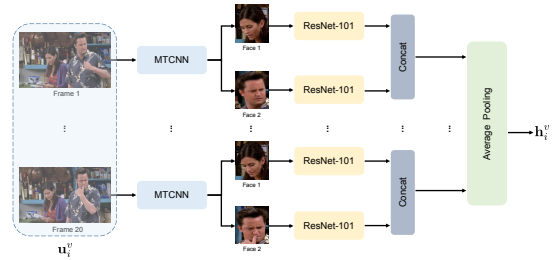 Frame 1
⋮
Frame 20
u_i^v
MTCNN
⋮
MTCNN
Face 1
Face 2
⋮
Face 1
Face 2
ResNet-101
ResNet-101
⋮
ResNet-101
ResNet-101
Concat
⋮
Concat
⋮
Average Pooling
h_i^v